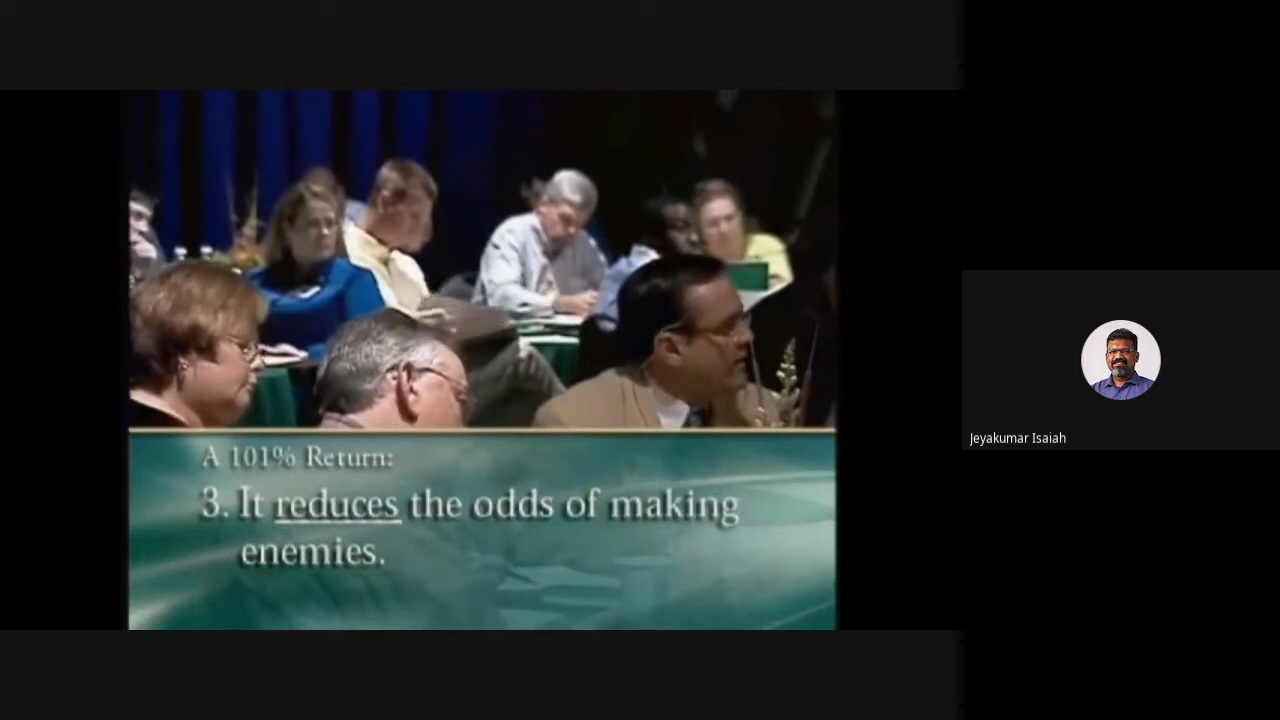 A 101% Return:
3. It reduces the odds of making
enemies.
Jeyakumar Isaiah